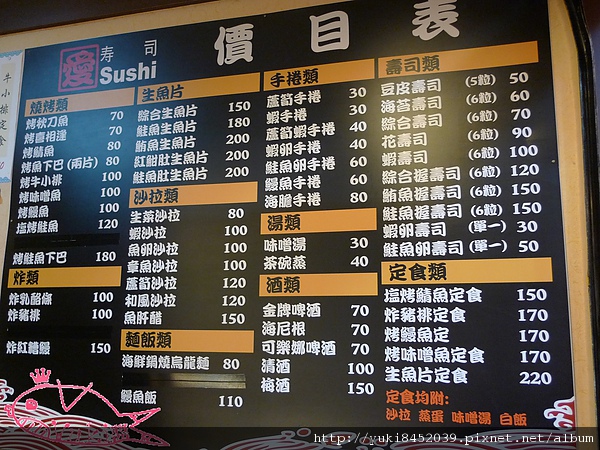 牛小排定食
愛
寿司
Sushi
價目表
燒烤類
烤秋刀魚 70
烤喜相逢 70
烤鯖魚 80
烤魚下巴(兩片) 80
烤牛小排 100
烤味噌魚 100
烤鰻魚 100
塩烤鮭魚 120
烤鮭魚下巴 180
炸類
炸乳酪條 100
炸豬排 100
炸紅糟鰻 150
生魚片
綜合生魚片 150
鮭魚生魚片 180
鮪魚生魚片 200
紅魽肚生魚片 200
鮭魚肚生魚片 200
沙拉類
生菜沙拉 80
蝦沙拉 100
魚卵沙拉 100
章魚沙拉 100
蘆筍沙拉 120
和風沙拉 120
魚肝醋 150
麵飯類
海鮮鍋燒烏龍麵 80
鰻魚飯 110
手捲類
蘆筍手捲 30
蝦手捲 30
蘆筍蝦手捲 40
蝦卵手捲 40
鮭魚卵手捲 60
鰻魚手捲 60
海膽手捲 80
湯類
味噌湯 30
茶碗蒸 40
酒類
金牌啤酒 70
海尼根 70
可樂娜啤酒 70
清酒 100
梅酒 150
壽司類
豆皮壽司 (5粒) 50
海苔壽司 (6粒) 60
綜合壽司 (6粒) 70
花壽司 (6粒) 90
蝦壽司 (6粒) 100
綜合握壽司 (6粒) 120
鮪魚握壽司 (6粒) 150
鮭魚握壽司 (6粒) 150
蝦卵壽司 (單一) 30
鮭魚卵壽司 (單一) 50
定食類
塩烤鯖魚定食 150
炸豬排定食 170
烤鰻魚定 170
烤味噌魚定食 170
生魚片定食 220
定食均附:
沙拉 蒸蛋 味噌湯 白飯
http://yuki8452039.pixnet.net/album